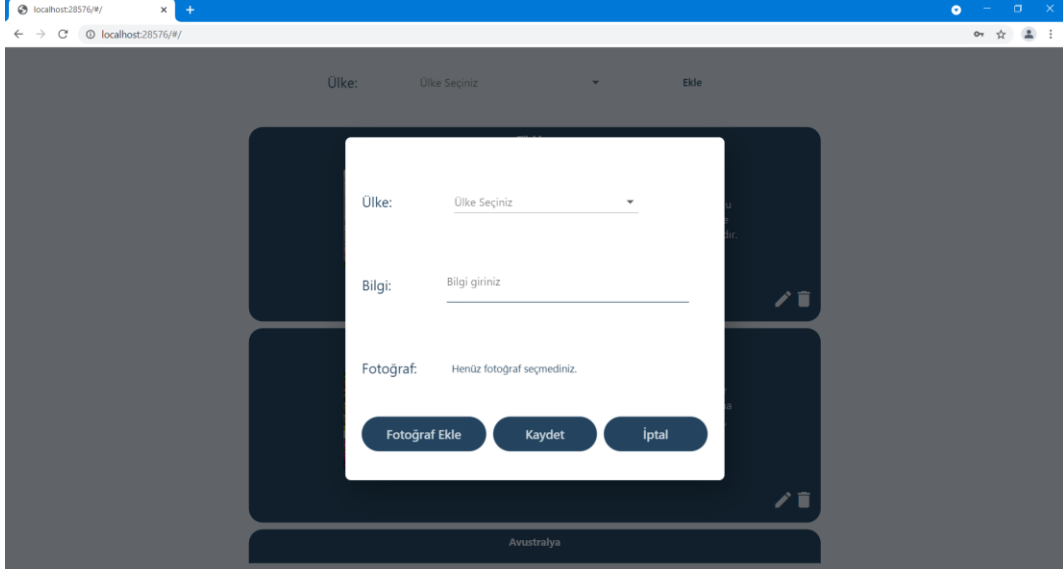 localhost:28576/#/
localhost:28576/#/
Ülke: Ülke Seçiniz Ekle
Ülke: Ülke Seçiniz
dır.
Bilgi: Bilgi giriniz
Fotoğraf: Henüz fotoğraf seçmediniz.
Fotoğraf Ekle Kaydet İptal
Avustralya